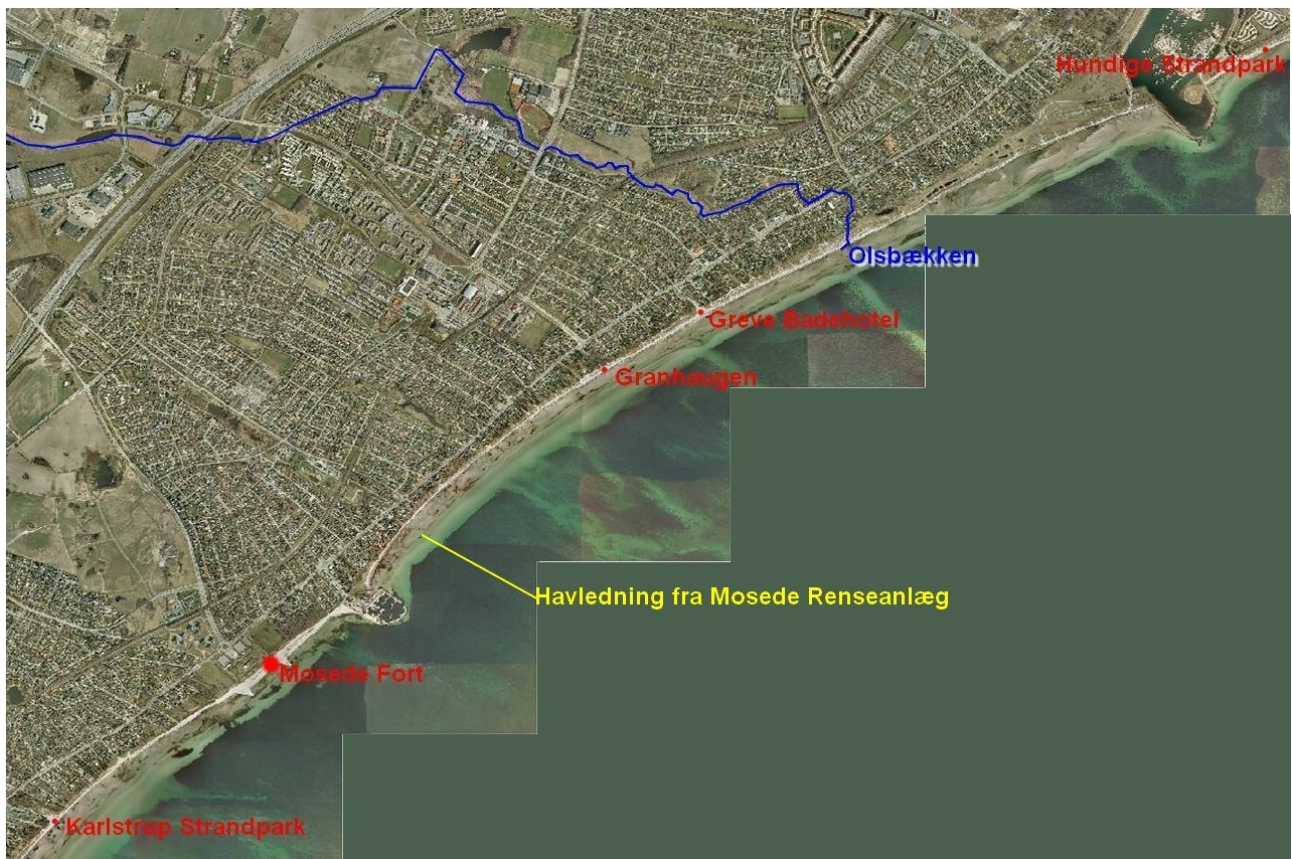 Hundige Strandpark
Olsbækken
Greve Badehotel
Granhaugen
Havledning fra Mosede Renseanlæg
Mosede Fort
Karlstrup Strandpark